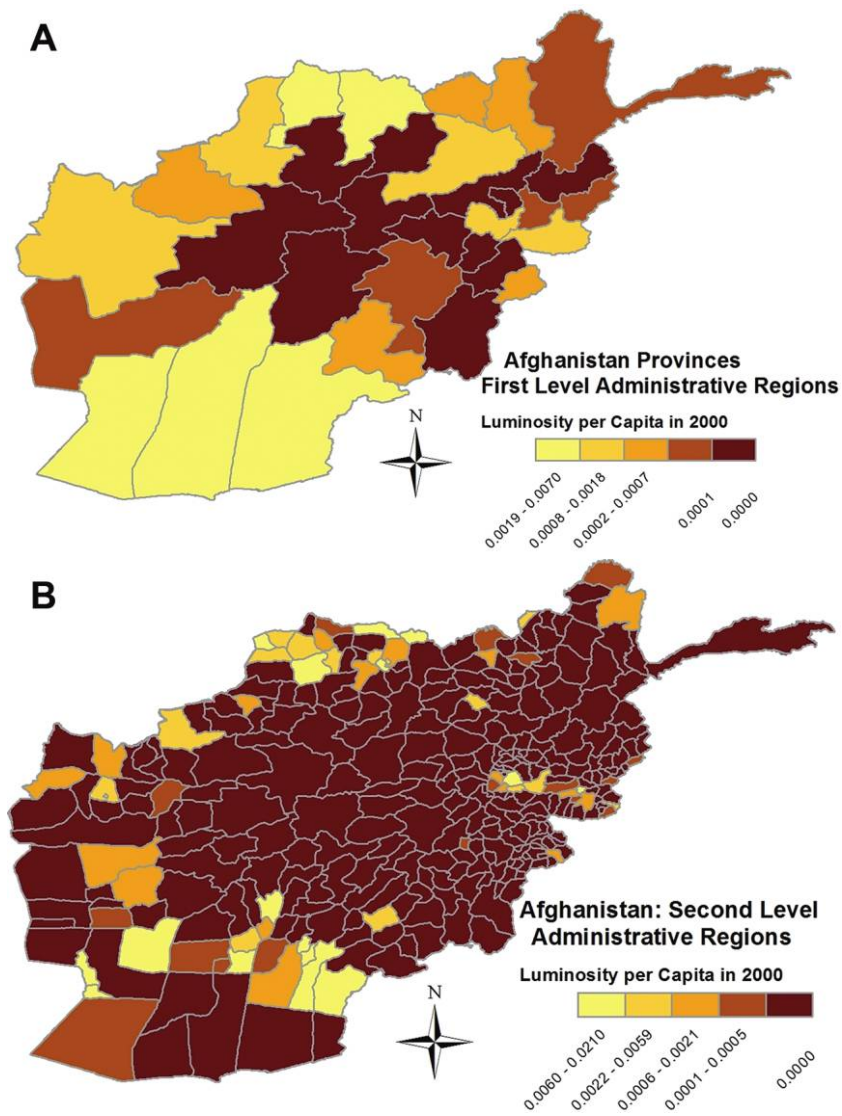 A
Afghanistan Provinces
First Level Administrative Regions
N
Luminosity per Capita in 2000
0.0019 - 0.0070
0.0008 - 0.0018
0.0002 - 0.0007
0.0001
0.0000
B
Afghanistan: Second Level
Administrative Regions
Luminosity per Capita in 2000
N
0.0060 - 0.0210
0.0022 - 0.0059
0.0006 - 0.0021
0.0001 - 0.0005
0.0000